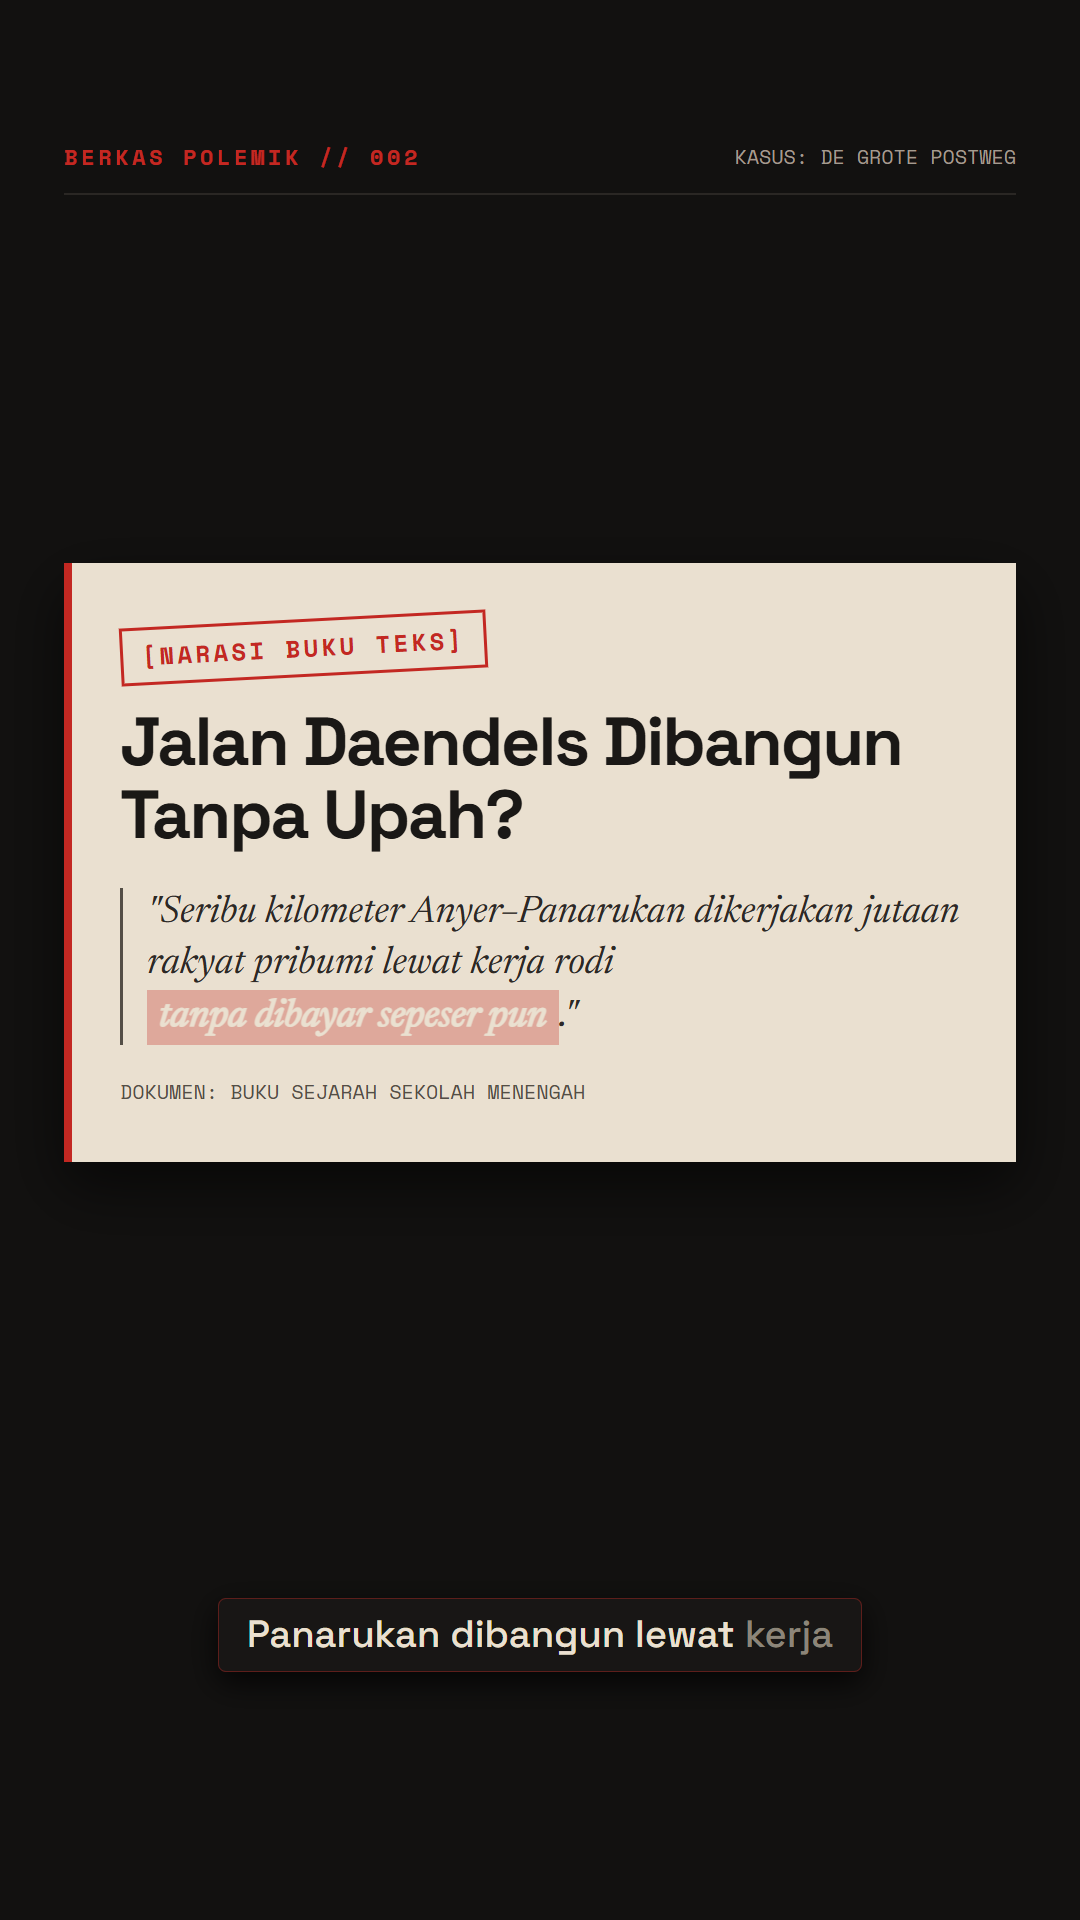 BERKAS POLEMIK // 002
KASUS: DE GROTE POSTWEG
[NARASI BUKU TEKS]
Jalan Daendels Dibangun
Tanpa Upah?
"Seribu kilometer Anyer–Panarukan dikerjakan jutaan
rakyat pribumi lewat kerja rodi
tanpa dibayar sepeser pun."
DOKUMEN: BUKU SEJARAH SEKOLAH MENENGAH
Panarukan dibangun lewat kerja